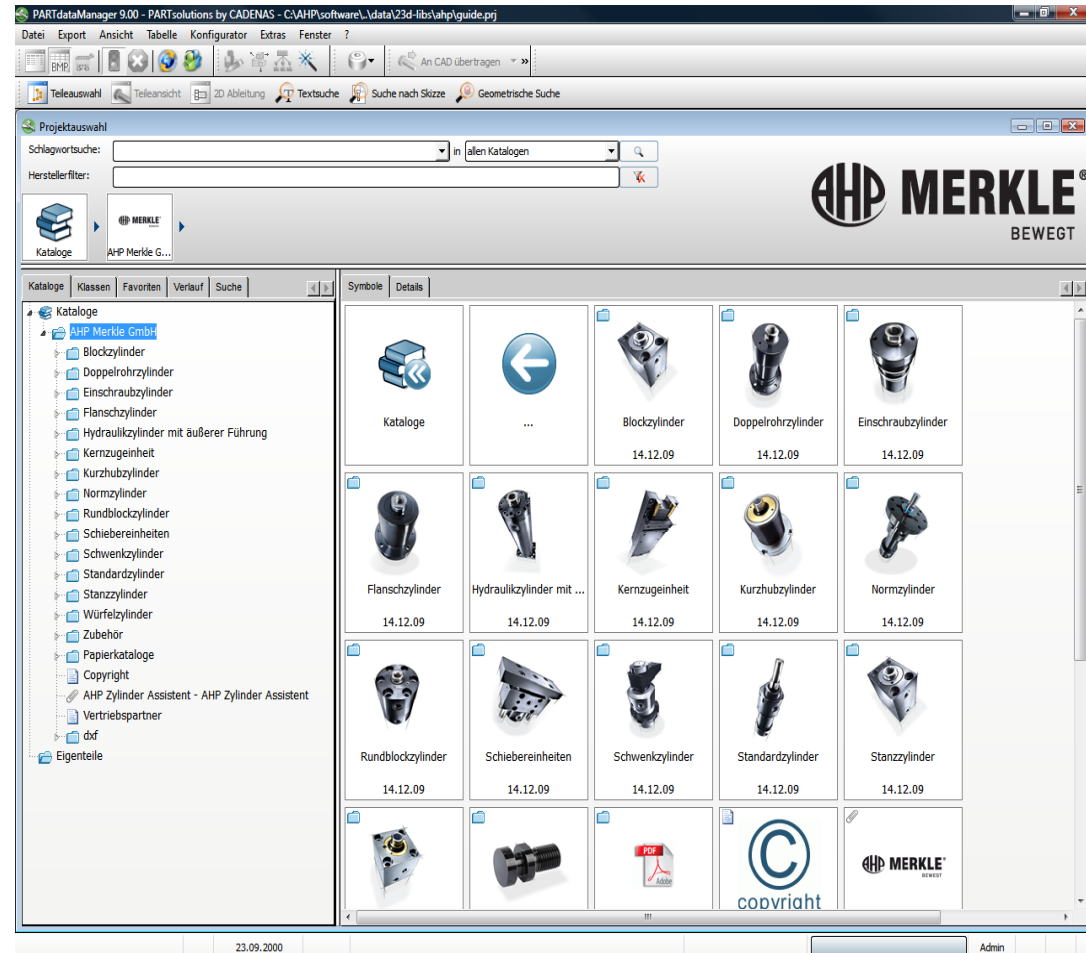 PARTdataManager 9.00 - PARTsolutions by CADENAS - C:\AHP\software\..\data\23d-libs\ahp\guide.prj
Datei Export Ansicht Tabelle Konfigurator Extras Fenster ?
BMP An CAD übertragen »
Teileauswahl Teileansicht 2D Ableitung Textsuche Suche nach Skizze Geometrische Suche
Projektauswahl
Schlagwortsuche: in allen Katalogen
Herstellerfilter:
AHP MERKLE®
BEWEGT
AHP MERKLE
Kataloge AHP Merkle G...
Kataloge Klassen Favoriten Verlauf Suche
Kataloge
AHP Merkle GmbH
Blockzylinder
Doppelrohrzylinder
Einschraubzylinder
Flanschzylinder
Hydraulikzylinder mit äußerer Führung
Kernzugeinheit
Kurzhubzylinder
Normzylinder
Rundblockzylinder
Schiebereinheiten
Schwenkzylinder
Standardzylinder
Stanzzylinder
Würfelzylinder
Zubehör
Papierkataloge
Copyright
AHP Zylinder Assistent - AHP Zylinder Assistent
Vertriebspartner
dxf
Eigenteile
Symbole Details
Kataloge ... Blockzylinder Doppelrohrzylinder Einschraubzylinder
14.12.09 14.12.09 14.12.09
Flanschzylinder Hydraulikzylinder mit ... Kernzugeinheit Kurzhubzylinder Normzylinder
14.12.09 14.12.09 14.12.09 14.12.09 14.12.09
Rundblockzylinder Schiebereinheiten Schwenkzylinder Standardzylinder Stanzzylinder
14.12.09 14.12.09 14.12.09 14.12.09 14.12.09
PDF
Adobe
C
copyright
AHP MERKLE
BEWEGT
23.09.2000 Admin